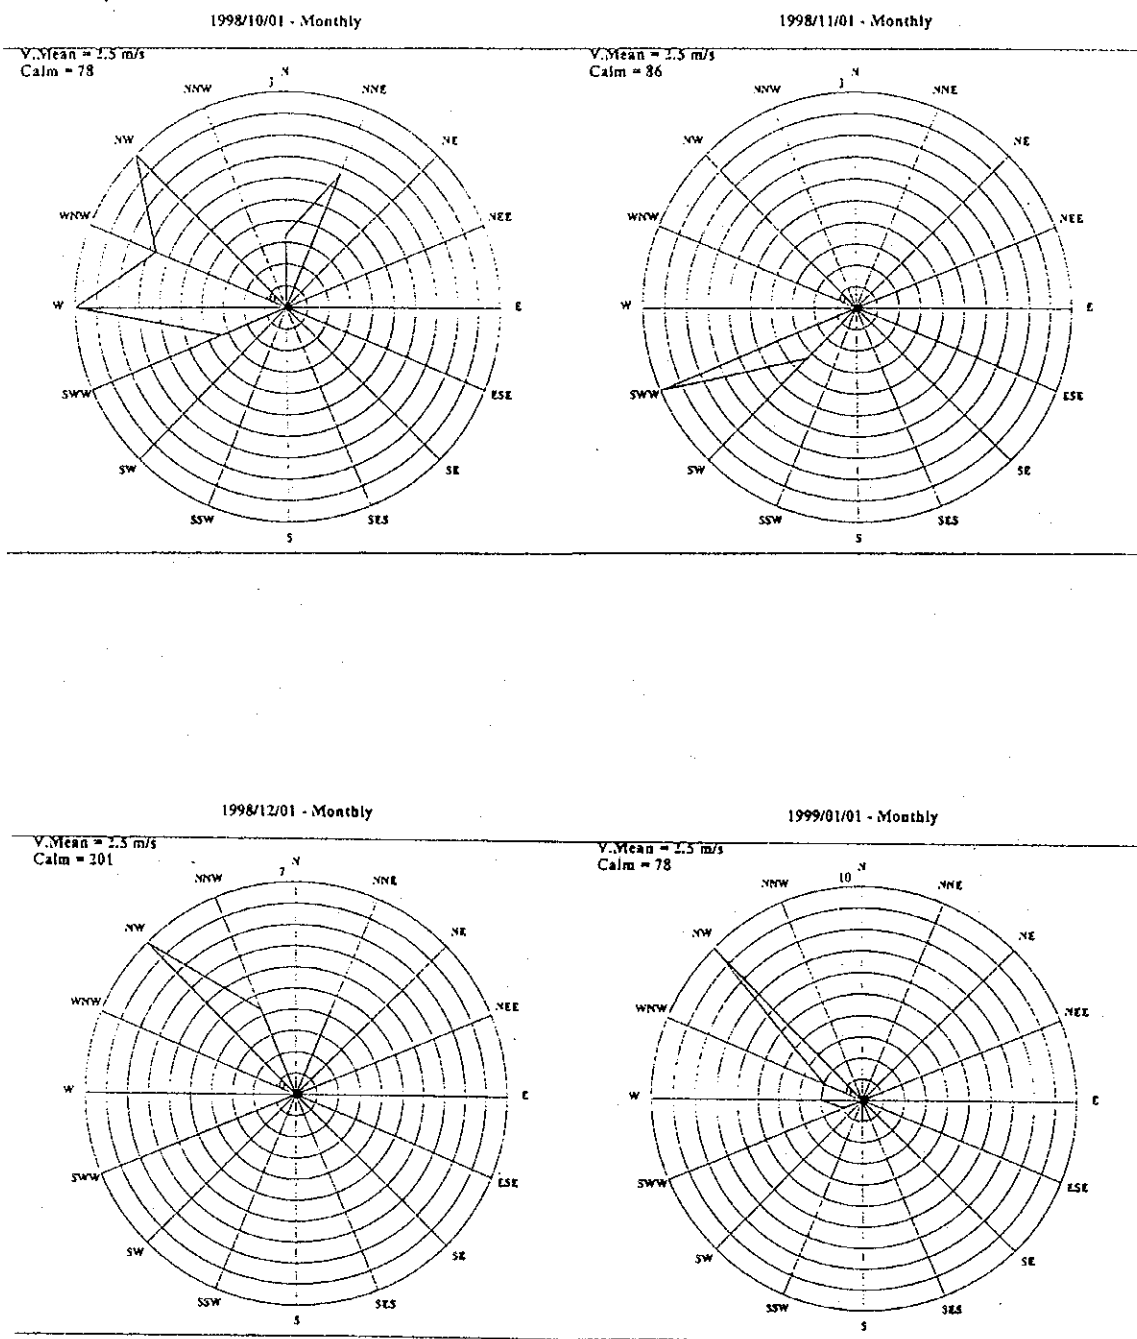 1998/10/01 - Monthly
V.Mean = 2.5 m/s
Calm = 78
N
3
NNW
NNE
NW
NE
WNW
NEE
W
E
SWW
ESE
SW
SE
SSW
SES
S
1998/11/01 - Monthly
V.Mean = 2.5 m/s
Calm = 86
N
3
NNW
NNE
NW
NE
WNW
NEE
W
E
SWW
ESE
SW
SE
SSW
SES
S
1998/12/01 - Monthly
V.Mean = 2.5 m/s
Calm = 201
N
7
NNW
NNE
NW
NE
WNW
NEE
W
E
SWW
ESE
SW
SE
SSW
SES
S
1999/01/01 - Monthly
V.Mean = 2.5 m/s
Calm = 78
N
10
NNW
NNE
NW
NE
WNW
NEE
W
E
SWW
ESE
SW
SE
SSW
SES
S